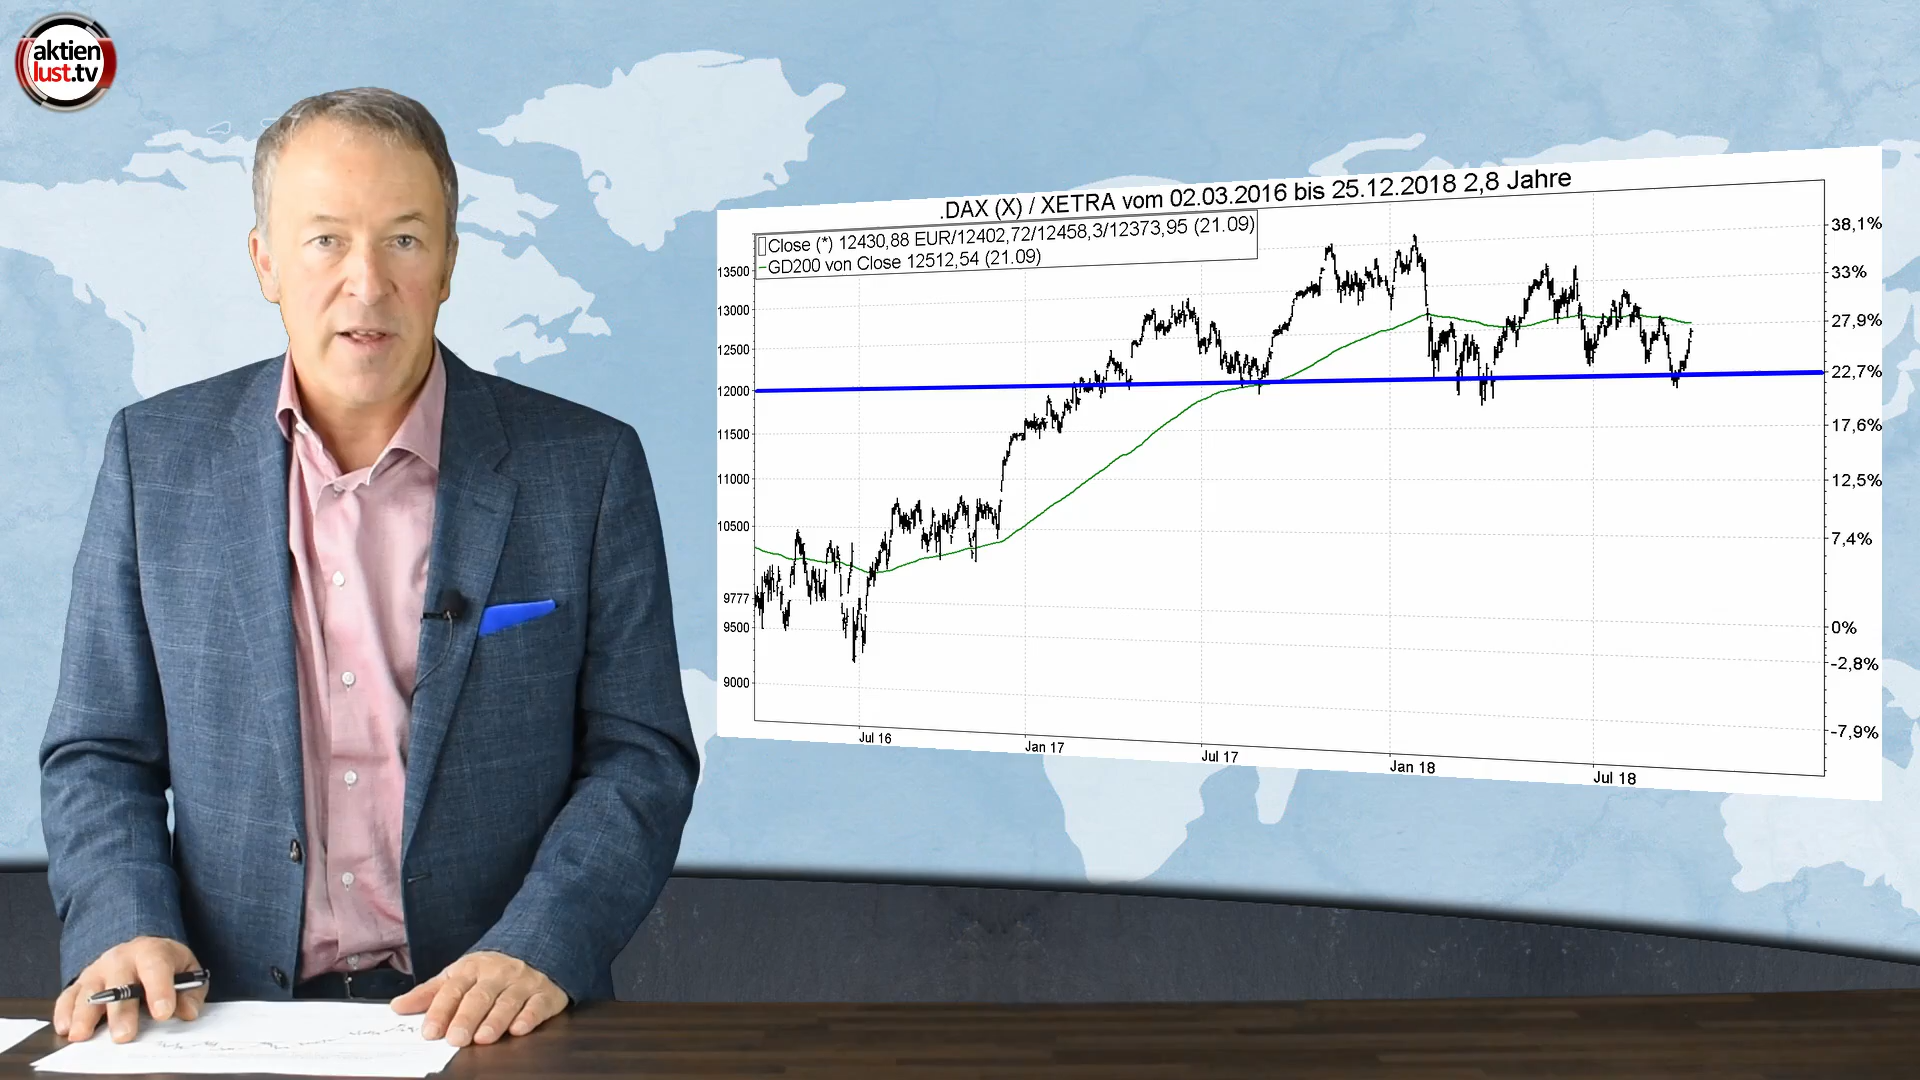 aktien
lust.tv
.DAX (X) / XETRA vom 02.03.2016 bis 25.12.2018 2,8 Jahre
Close (*) 12430,88 EUR/12402,72/12458,3/12373,95 (21.09)
GD200 von Close 12512,54 (21.09)
13500
13000
12500
12000
11500
11000
10500
9777
9500
9000
38,1%
33%
27,9%
22,7%
17,6%
12,5%
7,4%
0%
-2,8%
-7,9%
Jul 16
Jan 17
Jul 17
Jan 18
Jul 18